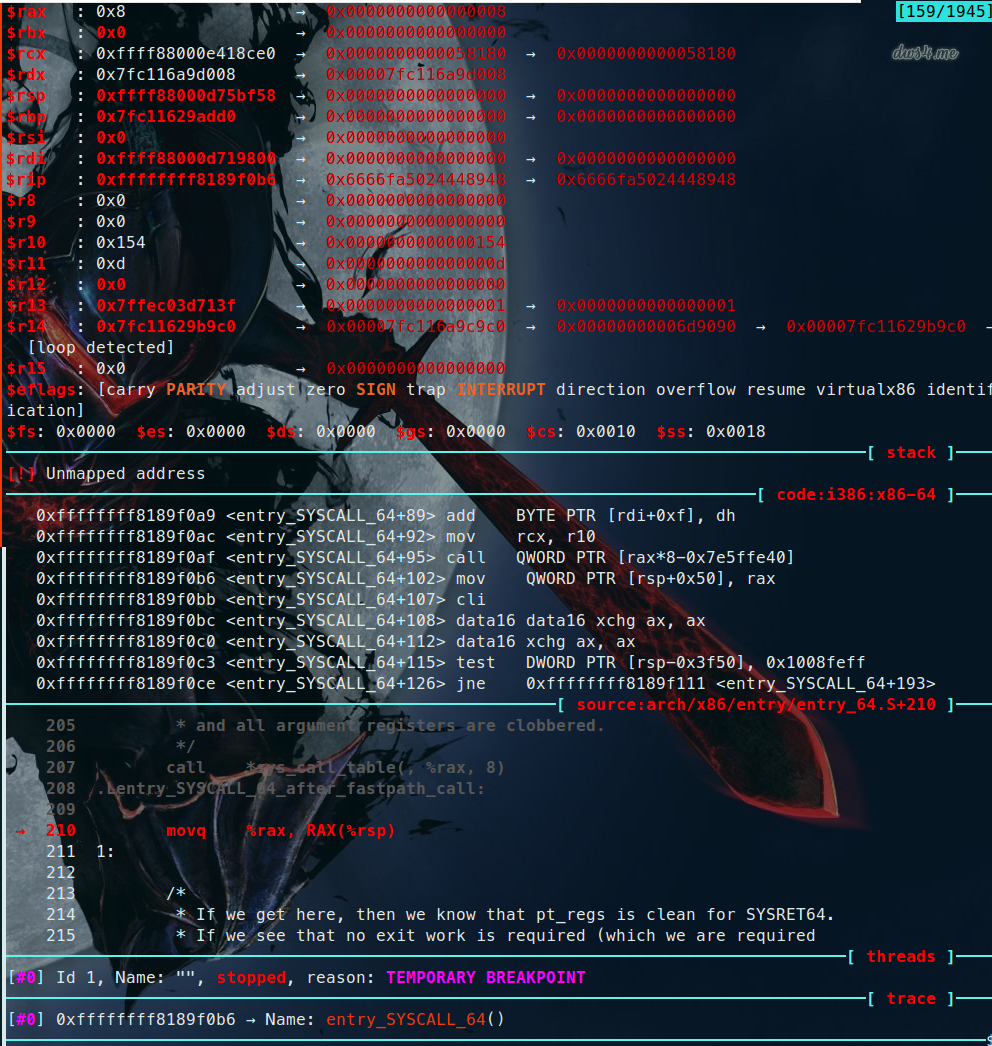 $rax   : 0x8                 →  0x0000000000000008
[159/1945]
$rbx   : 0x0                 →  0x0000000000000000
$rcx   : 0xffff88000e418ce0  →  0x0000000000058180  →  0x0000000000058180
dws4.me
$rdx   : 0x7fc116a9d008      →  0x00007fc116a9d008
$rsp   : 0xffff88000d75bf58  →  0x0000000000000000  →  0x0000000000000000
$rbp   : 0x7fc11629add0      →  0x0000000000000000  →  0x0000000000000000
$rsi   : 0x0                 →  0x0000000000000000
$rdi   : 0xffff88000d719800  →  0x0000000000000000  →  0x0000000000000000
$rip   : 0xffffffff8189f0b6  →  0x6666fa5024448948  →  0x6666fa5024448948
$r8    : 0x0                 →  0x0000000000000000
$r9    : 0x0                 →  0x0000000000000000
$r10   : 0x154               →  0x0000000000000154
$r11   : 0xd                 →  0x000000000000000d
$r12   : 0x0                 →  0x0000000000000000
$r13   : 0x7ffec03d713f      →  0x0000000000000001  →  0x0000000000000001
$r14   : 0x7fc11629b9c0      →  0x00007fc116a9c9c0  →  0x00000000006d9090  →  0x00007fc11629b9c0  →
[loop detected]
$r15   : 0x0                 →  0x0000000000000000
$eflags: [carry PARITY adjust zero SIGN trap INTERRUPT direction overflow resume virtualx86 identif
ication]
$fs: 0x0000  $es: 0x0000  $ds: 0x0000  $gs: 0x0000  $cs: 0x0010  $ss: 0x0018
[ stack ]
[!] Unmapped address
[ code:i386:x86-64 ]
0xffffffff8189f0a9 <entry_SYSCALL_64+89> add    BYTE PTR [rdi+0xf], dh
0xffffffff8189f0ac <entry_SYSCALL_64+92> mov    rcx, r10
0xffffffff8189f0af <entry_SYSCALL_64+95> call   QWORD PTR [rax*8-0x7e5ffe40]
0xffffffff8189f0b6 <entry_SYSCALL_64+102> mov    QWORD PTR [rsp+0x50], rax
0xffffffff8189f0bb <entry_SYSCALL_64+107> cli
0xffffffff8189f0bc <entry_SYSCALL_64+108> data16 data16 xchg ax, ax
0xffffffff8189f0c0 <entry_SYSCALL_64+112> data16 xchg ax, ax
0xffffffff8189f0c3 <entry_SYSCALL_64+115> test   DWORD PTR [rsp-0x3f50], 0x1008feff
0xffffffff8189f0ce <entry_SYSCALL_64+126> jne    0xffffffff8189f111 <entry_SYSCALL_64+193>
[ source:arch/x86/entry/entry_64.S+210 ]
205          * and all argument registers are clobbered.
206          */
207         call    *sys_call_table(, %rax, 8)
208  .Lentry_SYSCALL_64_after_fastpath_call:
209
→  210         movq    %rax, RAX(%rsp)
211  1:
212
213         /*
214          * If we get here, then we know that pt_regs is clean for SYSRET64.
215          * If we see that no exit work is required (which we are required
[ threads ]
[#0] Id 1, Name: "", stopped, reason: TEMPORARY BREAKPOINT
[ trace ]
[#0] 0xffffffff8189f0b6 → Name: entry_SYSCALL_64()